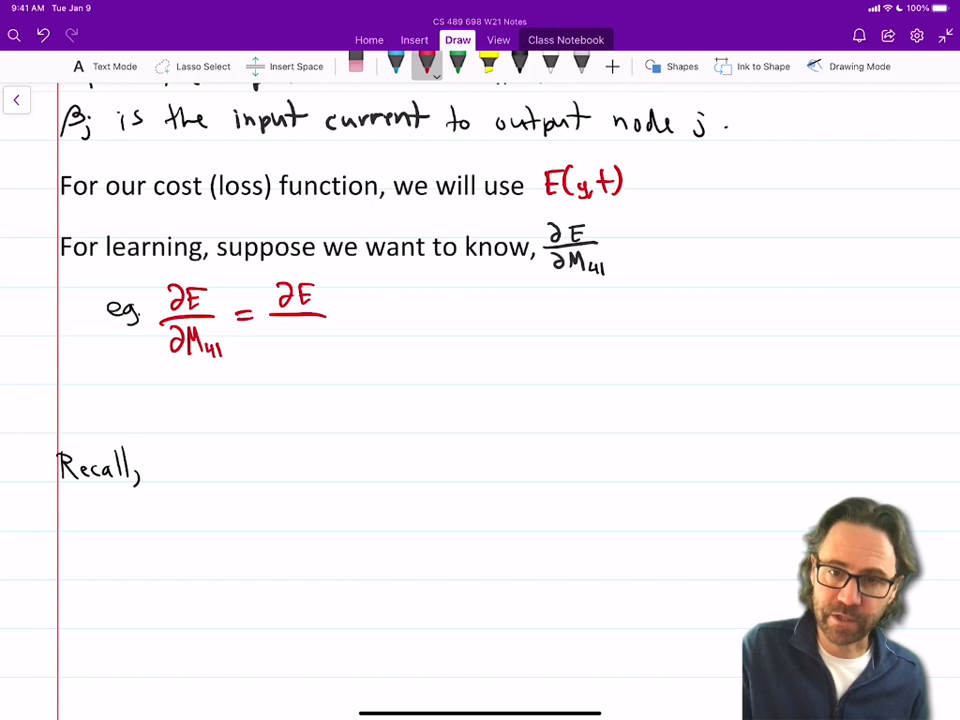 9:41 AM Tue Jan 9
100%
CS 489 698 W21 Notes
Home Insert Draw View Class Notebook
Text Mode Lasso Select Insert Space Shapes Ink to Shape Drawing Mode
βj is the input current to output node j.
For our cost (loss) function, we will use E(y,t)
For learning, suppose we want to know, ∂E/∂M41
eg. ∂E/∂M41 = ∂E/
Recall,